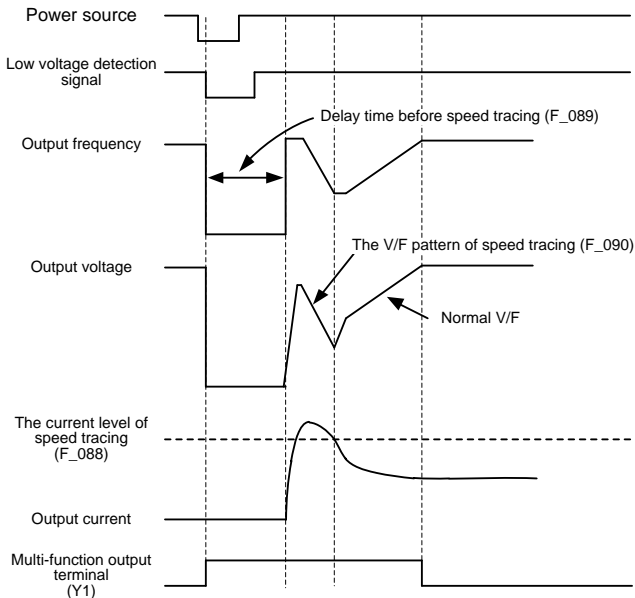 Power source
Low voltage detection
signal
Delay time before speed tracing (F_089)
Output frequency
The V/F pattern of speed tracing (F_090)
Output voltage
Normal V/F
The current level of
speed tracing
(F_088)
Output current
Multi-function output
terminal
(Y1)